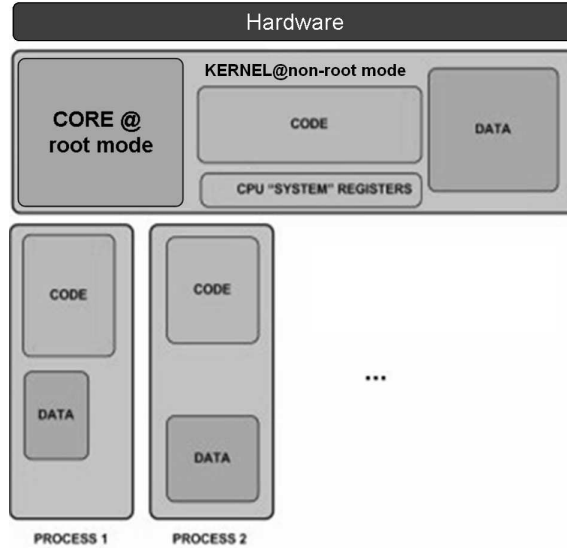 Hardware
KERNEL@non-root mode
CORE @
root mode
CODE
DATA
CPU "SYSTEM" REGISTERS
CODE
CODE
DATA
...
DATA
PROCESS 1
PROCESS 2